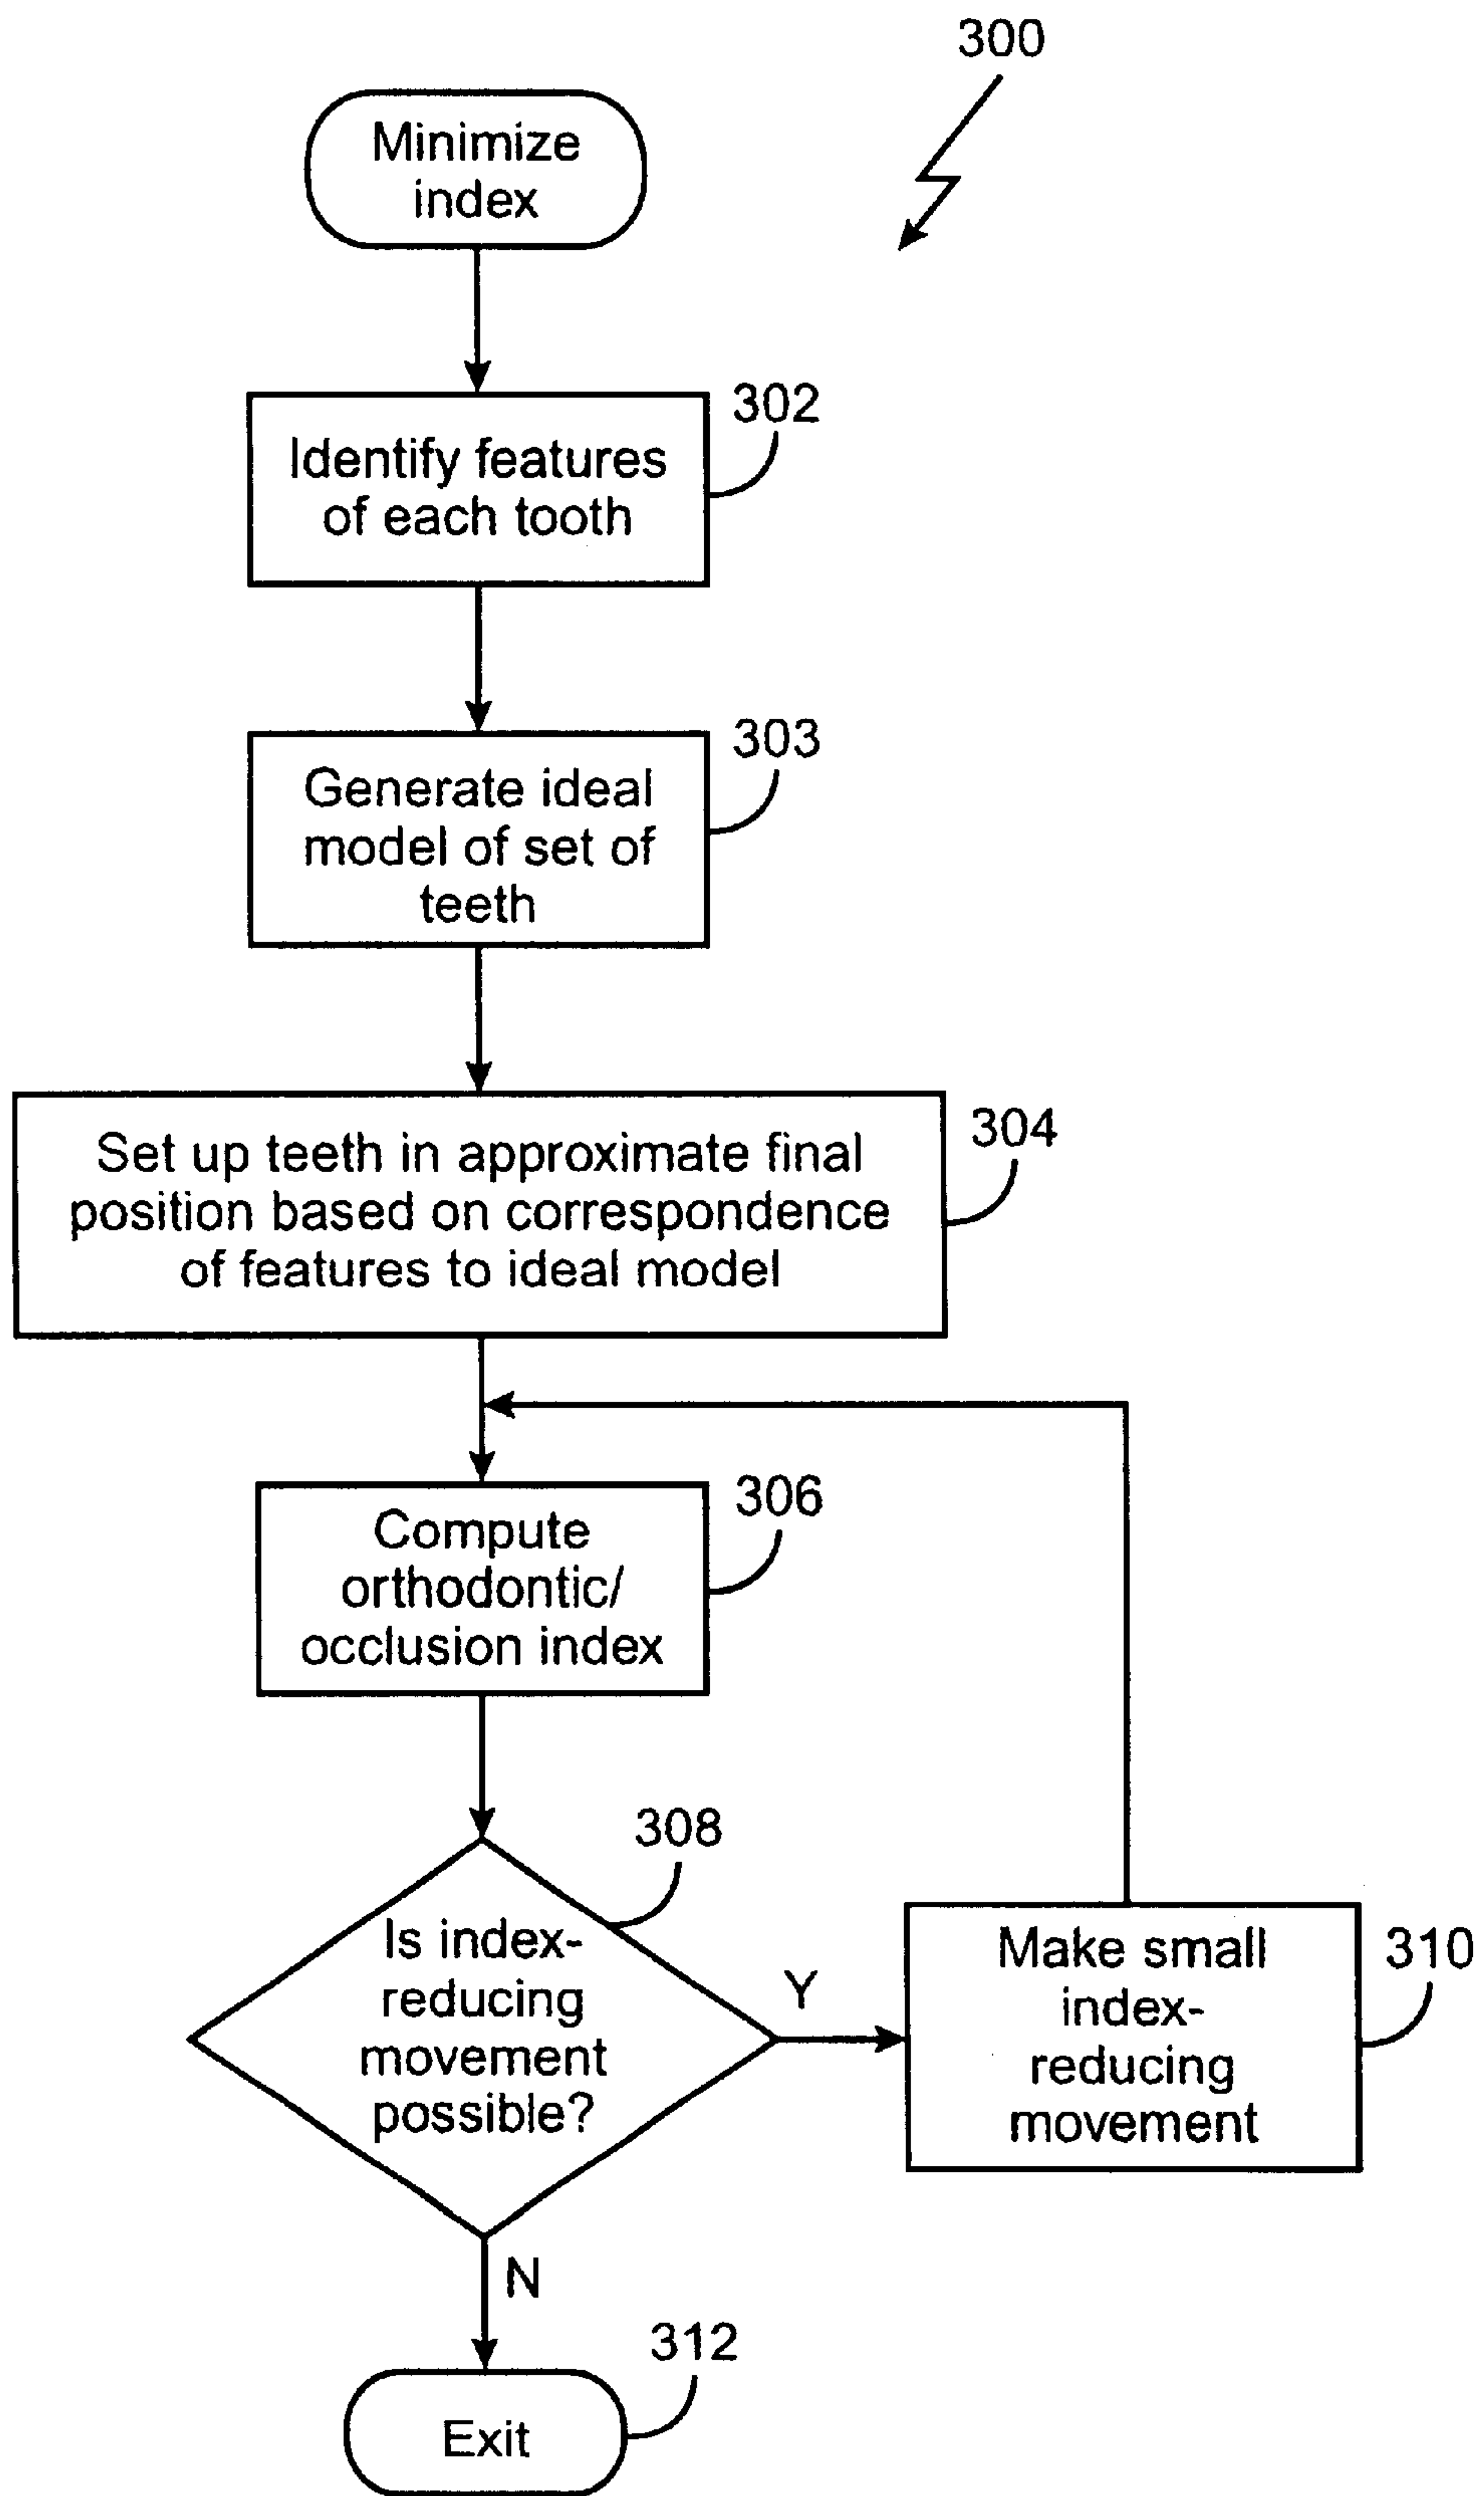 300
Minimize
index
302
Identify features
of each tooth
303
Generate ideal
model of set of
teeth
304
Set up teeth in approximate final
position based on correspondence
of features to ideal model
306
Compute
orthodontic/
occlusion index
308
Is index-
reducing
movement
possible?
Y
310
Make small
index-
reducing
movement
N
312
Exit